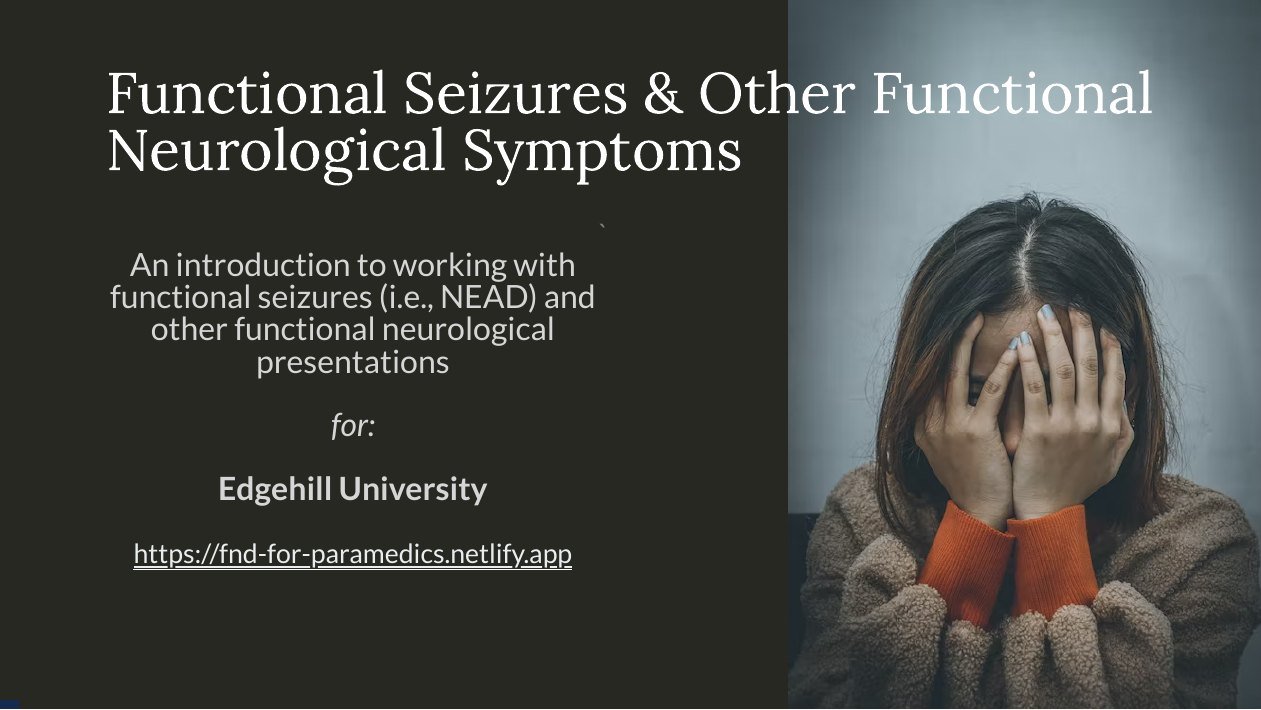 Functional Seizures & Other Functional
Neurological Symptoms
`
An introduction to working with
functional seizures (i.e., NEAD) and
other functional neurological
presentations
for:
Edgehill University
https://fnd-for-paramedics.netlify.app